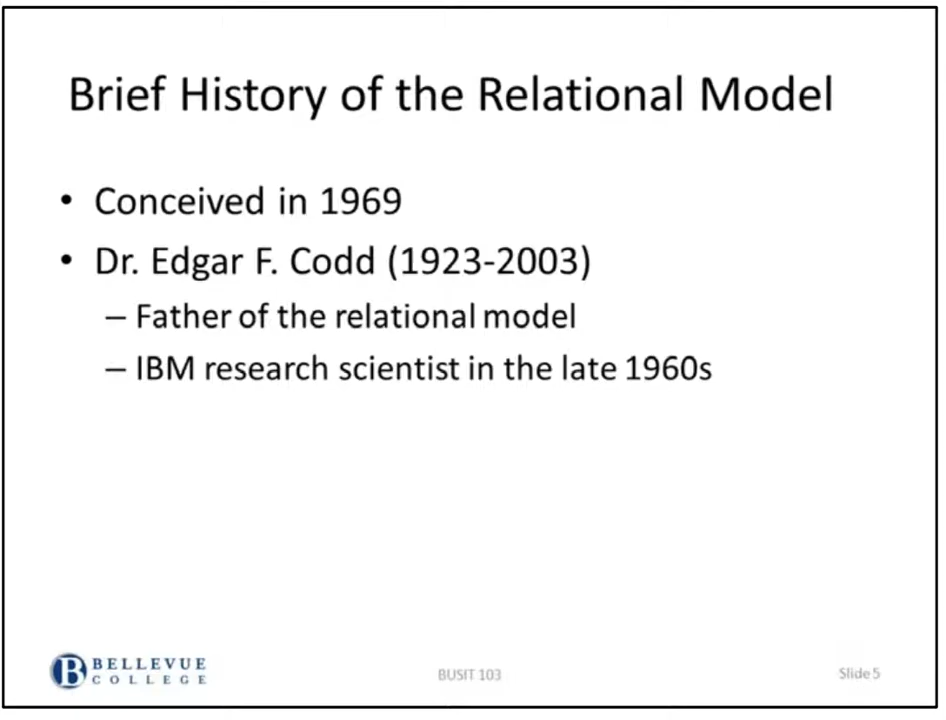 Brief History of the Relational Model
• Conceived in 1969
• Dr. Edgar F. Codd (1923-2003)
– Father of the relational model
– IBM research scientist in the late 1960s
B BELLEVUE
COLLEGE
BUSIT 103
Slide 5